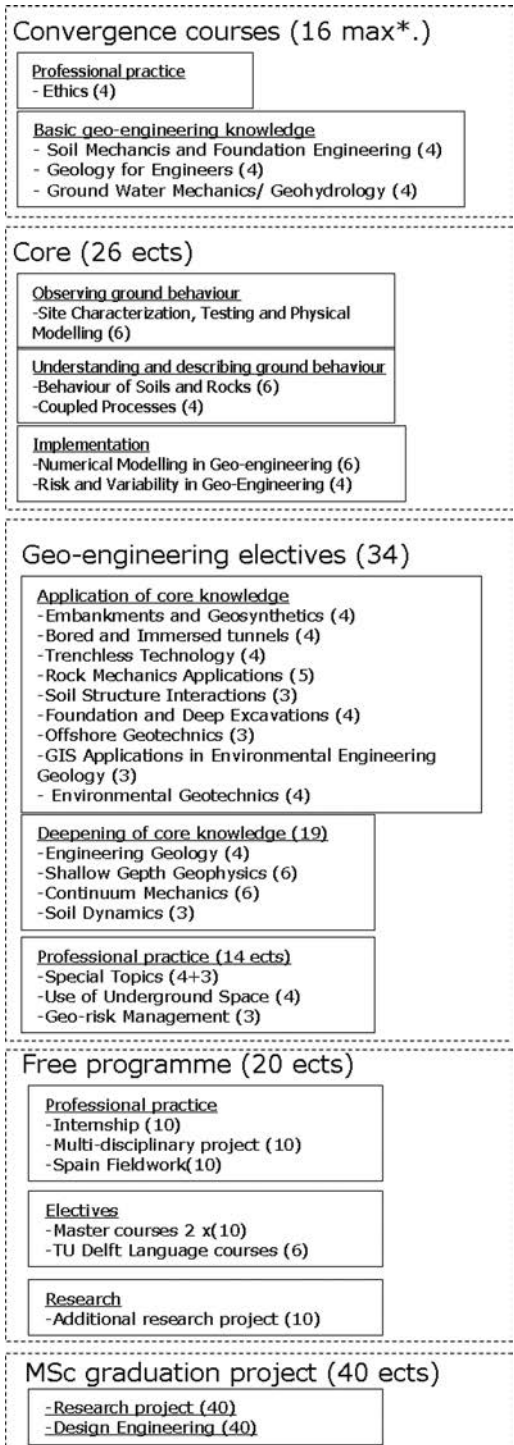 Convergence courses (16 max*.)
Professional practice
- Ethics (4)
Basic geo-engineering knowledge
- Soil Mechancis and Foundation Engineering (4)
- Geology for Engineers (4)
- Ground Water Mechanics/ Geohydrology (4)
Core (26 ects)
Observing ground behaviour
-Site Characterization, Testing and Physical
Modelling (6)
Understanding and describing ground behaviour
-Behaviour of Soils and Rocks (6)
-Coupled Processes (4)
Implementation
-Numerical Modelling in Geo-engineering (6)
-Risk and Variability in Geo-Engineering (4)
Geo-engineering electives (34)
Application of core knowledge
-Embankments and Geosynthetics (4)
-Bored and Immersed tunnels (4)
-Trenchless Technology (4)
-Rock Mechanics Applications (5)
-Soil Structure Interactions (3)
-Foundation and Deep Excavations (4)
-Offshore Geotechnics (3)
-GIS Applications in Environmental Engineering
Geology (3)
- Environmental Geotechnics (4)
Deepening of core knowledge (19)
-Engineering Geology (4)
-Shallow Gepth Geophysics (6)
-Continuum Mechanics (6)
-Soil Dynamics (3)
Professional practice (14 ects)
-Special Topics (4+3)
-Use of Underground Space (4)
-Geo-risk Management (3)
Free programme (20 ects)
Professional practice
-Internship (10)
-Multi-disciplinary project (10)
-Spain Fieldwork(10)
Electives
-Master courses 2 x(10)
-TU Delft Language courses (6)
Research
-Additional research project (10)
MSc graduation project (40 ects)
-Research project (40)
-Design Engineering (40)